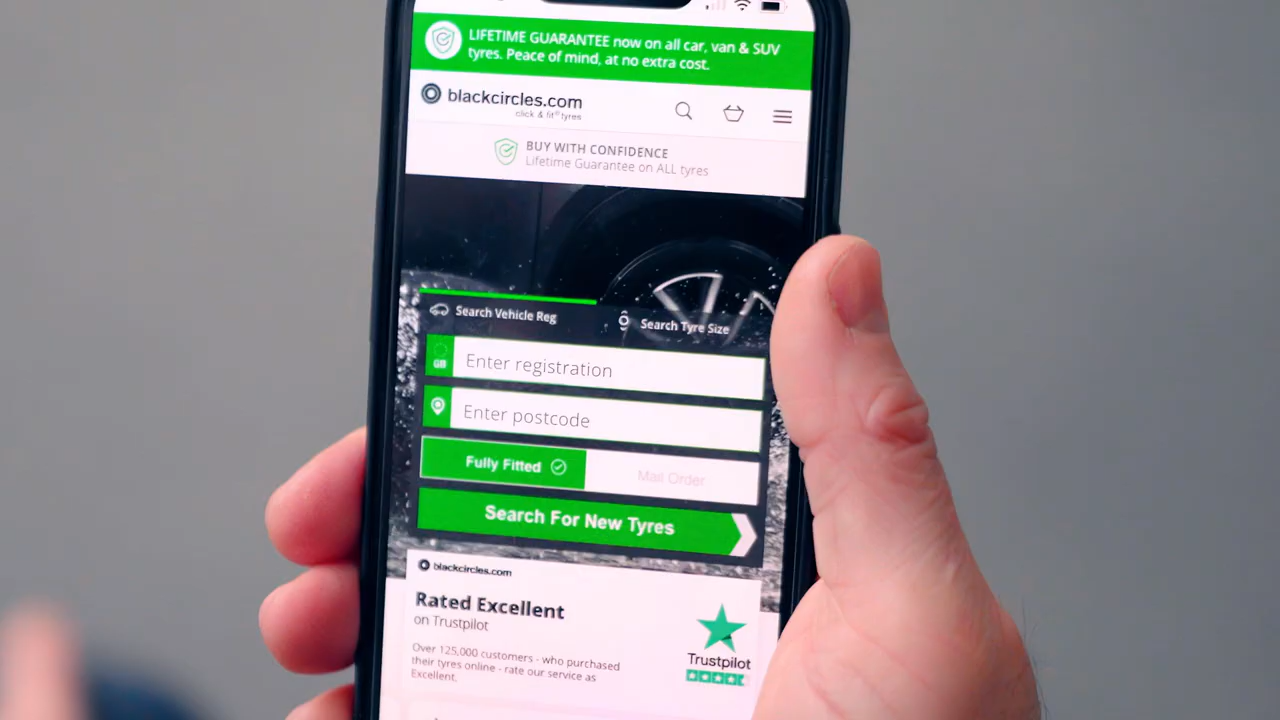 LIFETIME GUARANTEE now on all car, van & SUV
tyres. Peace of mind, at no extra cost.
blackcircles.com
click & fit® tyres
BUY WITH CONFIDENCE
Lifetime Guarantee on ALL tyres
Search Vehicle Reg
Search Tyre Size
GB
Enter registration
Enter postcode
Fully Fitted
Mail Order
Search For New Tyres
blackcircles.com
Rated Excellent
on Trustpilot
Over 125,000 customers - who purchased
their tyres online - rate our service as
Excellent.
Trustpilot